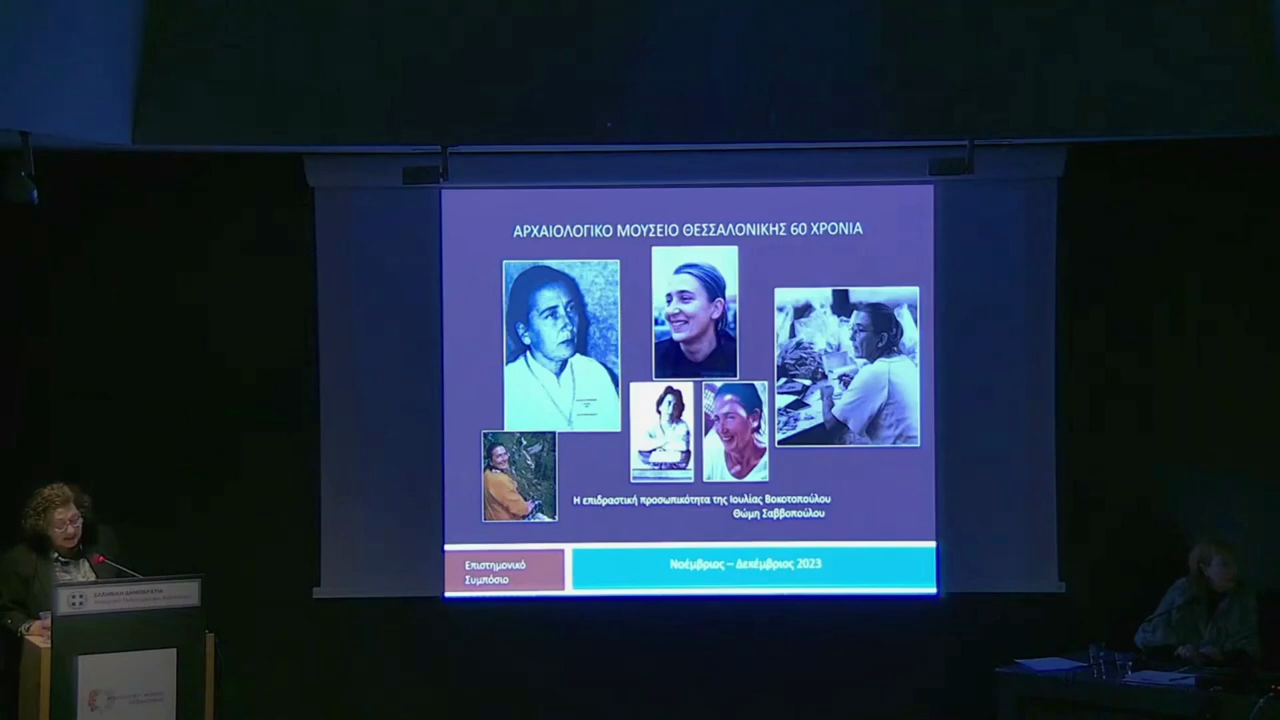 ΑΡΧΑΙΟΛΟΓΙΚΟ ΜΟΥΣΕΙΟ ΘΕΣΣΑΛΟΝΙΚΗΣ 60 ΧΡΟΝΙΑ
Η επιδραστική προσωπικότητα της Ιουλίας Βοκοτοπούλου
Θώμη Σαββοπούλου
Επιστημονικό
Συμπόσιο
Νοέμβριος – Δεκέμβριος 2023
ΕΛΛΗΝΙΚΗ ΔΗΜΟΚΡΑΤΙΑ